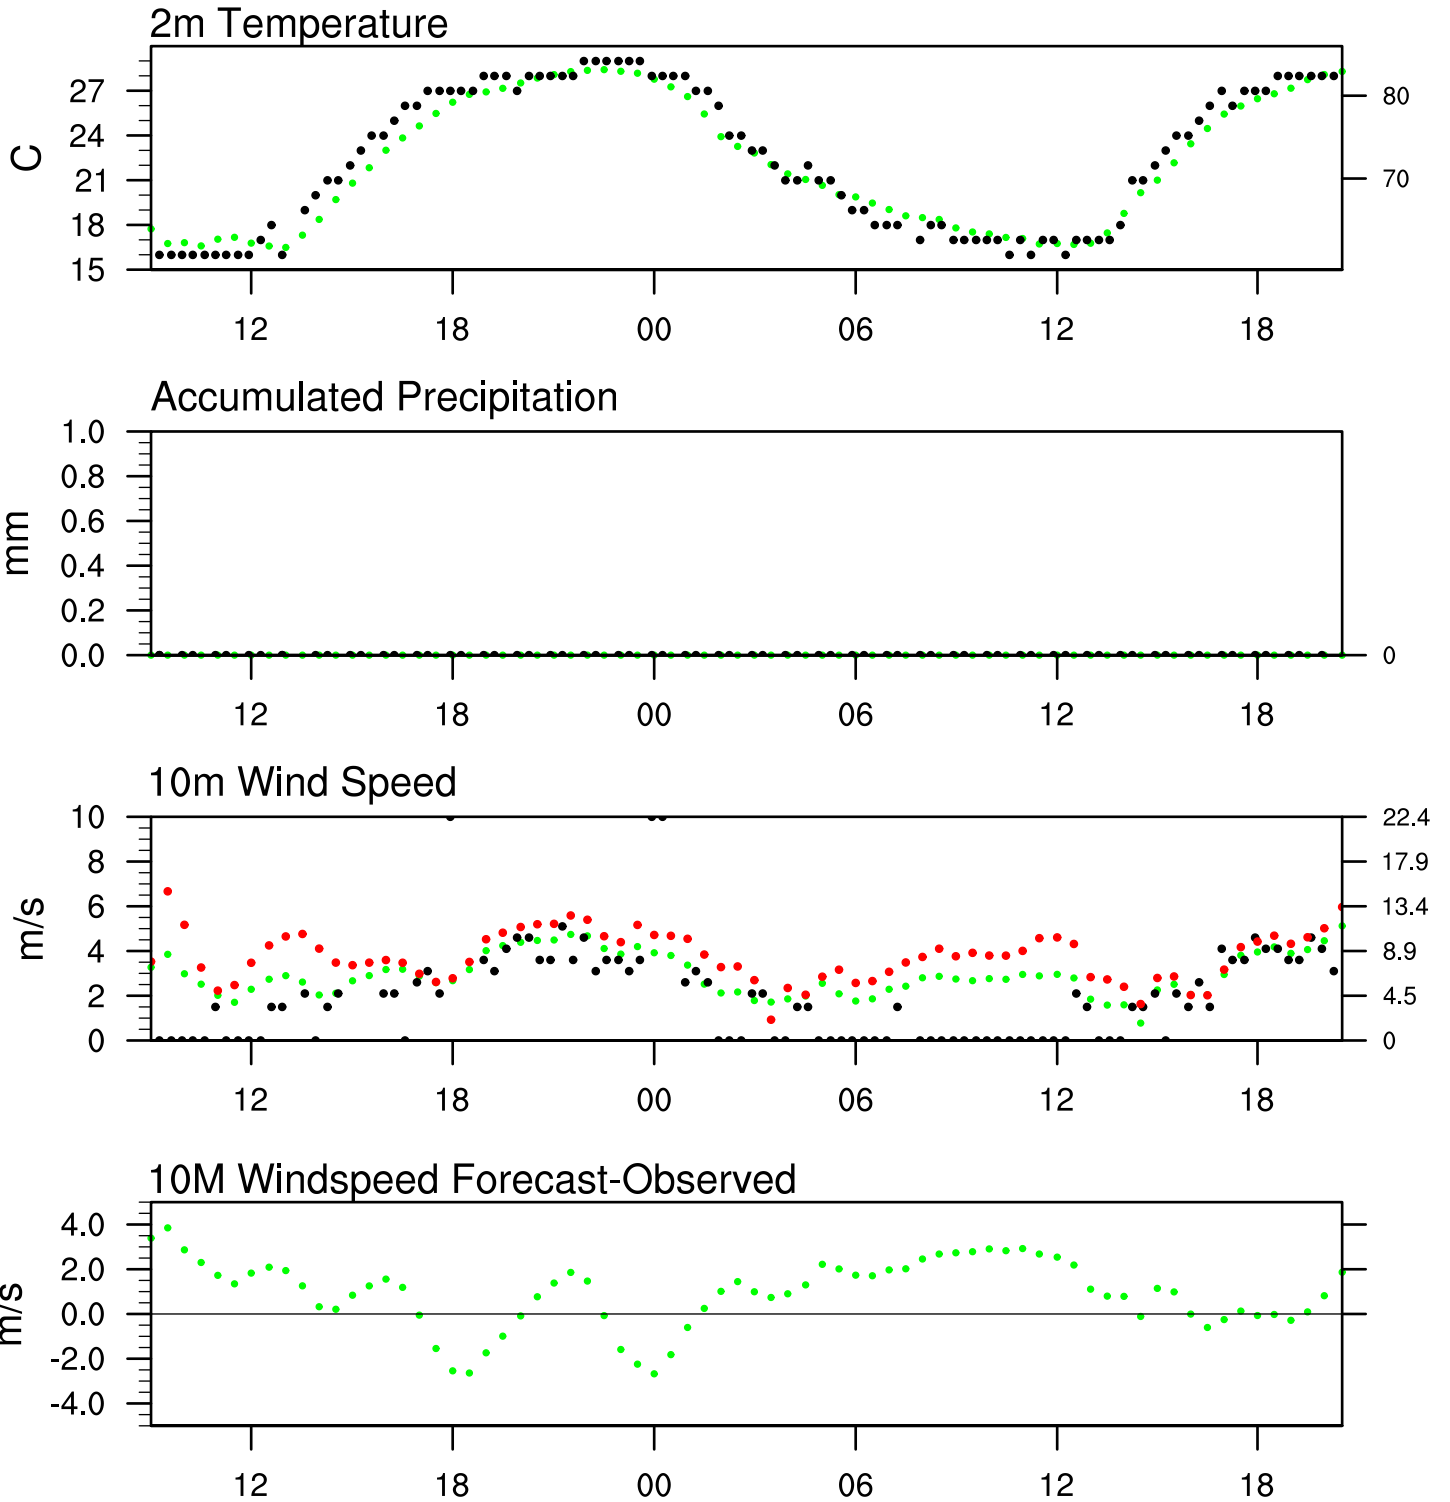 2m Temperature
C
27
24
21
18
15
80
70
12 18 00 06 12 18
Accumulated Precipitation
mm
1.0
0.8
0.6
0.4
0.2
0.0
0
12 18 00 06 12 18
10m Wind Speed
m/s
10
8
6
4
2
0
22.4
17.9
13.4
8.9
4.5
0
12 18 00 06 12 18
10M Windspeed Forecast-Observed
m/s
4.0
2.0
0.0
-2.0
-4.0
12 18 00 06 12 18